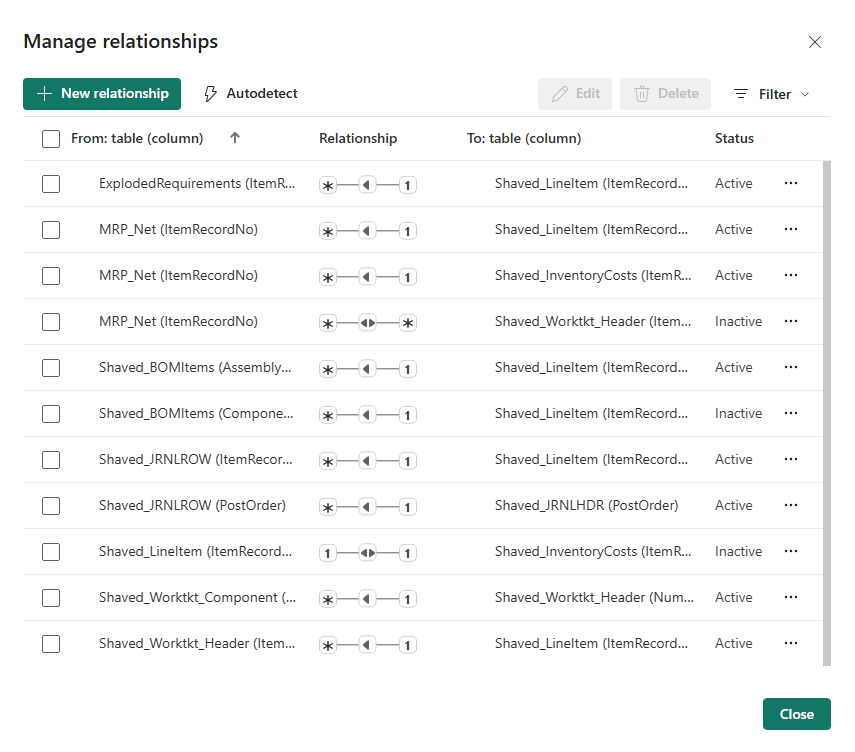 Manage relationships
New relationship Autodetect Edit Delete Filter
From: table (column) Relationship To: table (column) Status
ExplodedRequirements (ItemR... * 1 Shaved_LineItem (ItemRecord... Active ...
MRP_Net (ItemRecordNo) * 1 Shaved_LineItem (ItemRecord... Active ...
MRP_Net (ItemRecordNo) * 1 Shaved_InventoryCosts (ItemR... Active ...
MRP_Net (ItemRecordNo) * * Shaved_Worktkt_Header (Item... Inactive ...
Shaved_BOMItems (Assembly... * 1 Shaved_LineItem (ItemRecord... Active ...
Shaved_BOMItems (Compone... * 1 Shaved_LineItem (ItemRecord... Inactive ...
Shaved_JRNLROW (ItemRecor... * 1 Shaved_LineItem (ItemRecord... Active ...
Shaved_JRNLROW (PostOrder) * 1 Shaved_JRNLHDR (PostOrder) Active ...
Shaved_LineItem (ItemRecord... 1 1 Shaved_InventoryCosts (ItemR... Inactive ...
Shaved_Worktkt_Component (... * 1 Shaved_Worktkt_Header (Num... Active ...
Shaved_Worktkt_Header (Item... * 1 Shaved_LineItem (ItemRecord... Active ...
Close